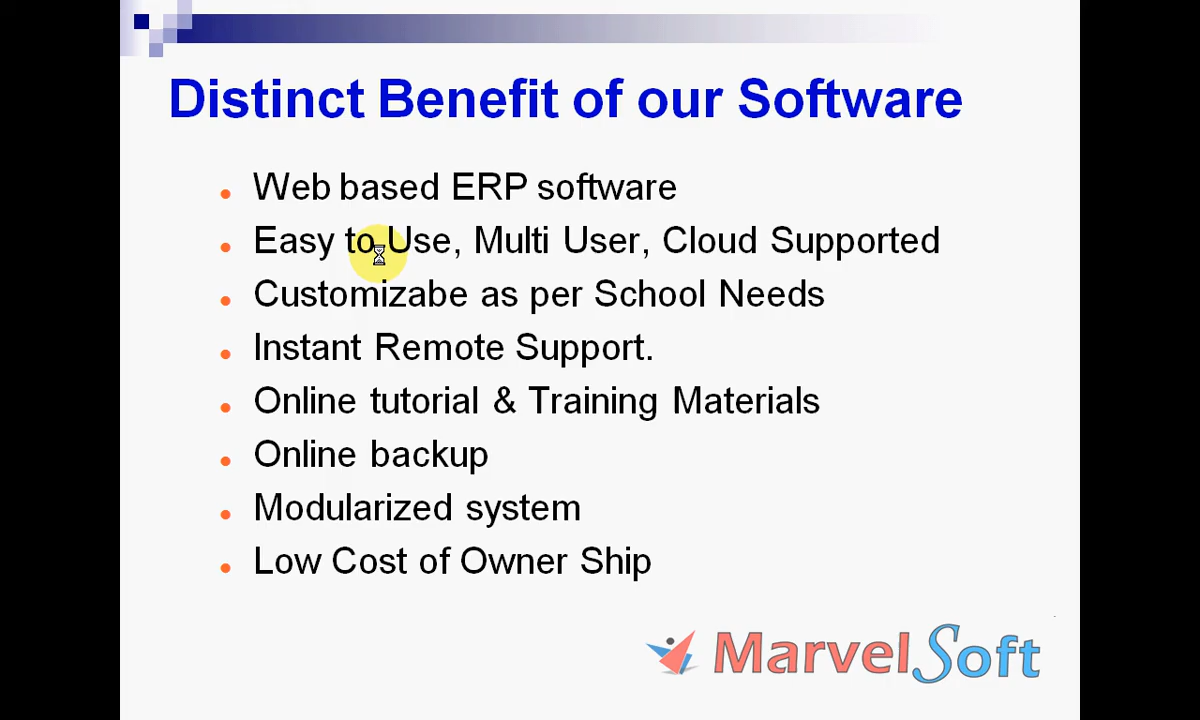 Distinct Benefit of our Software
Web based ERP software
Easy to Use, Multi User, Cloud Supported
Customizabe as per School Needs
Instant Remote Support.
Online tutorial & Training Materials
Online backup
Modularized system
Low Cost of Owner Ship
MarvelSoft